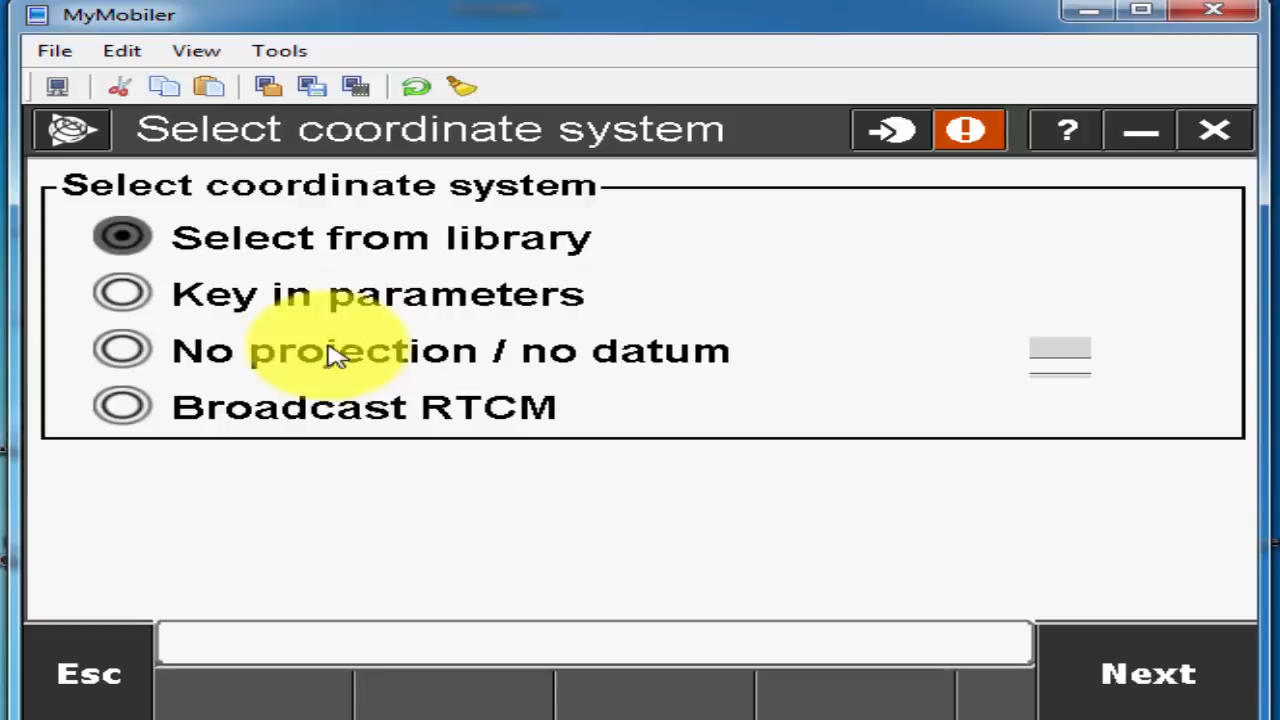 MyMobiler
File Edit View Tools
Select coordinate system
?
Select coordinate system
Select from library
Key in parameters
No projection / no datum
Broadcast RTCM
Esc
Next